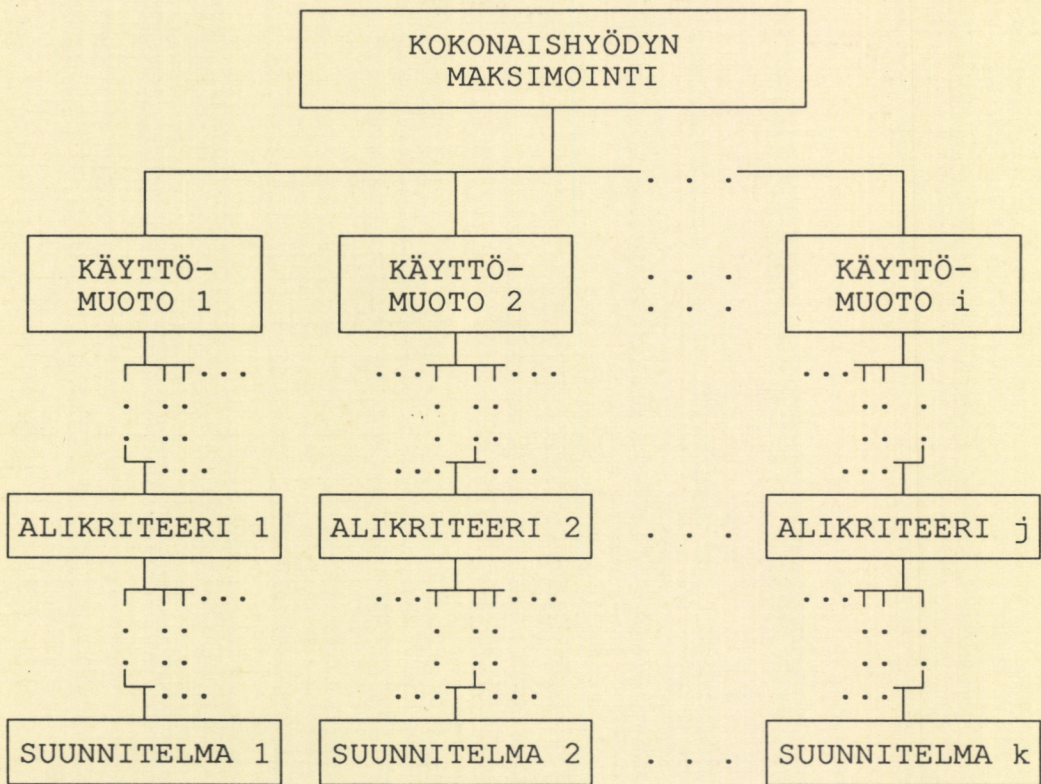 KOKONAISHYÖDYN
MAKSIMOINTI
. . .
KÄYTTÖ-
MUOTO 1
KÄYTTÖ-
MUOTO 2
. . .
. . .
KÄYTTÖ-
MUOTO i
ALIKRITEERI 1
ALIKRITEERI 2
. . .
ALIKRITEERI j
SUUNNITELMA 1
SUUNNITELMA 2
. . .
SUUNNITELMA k